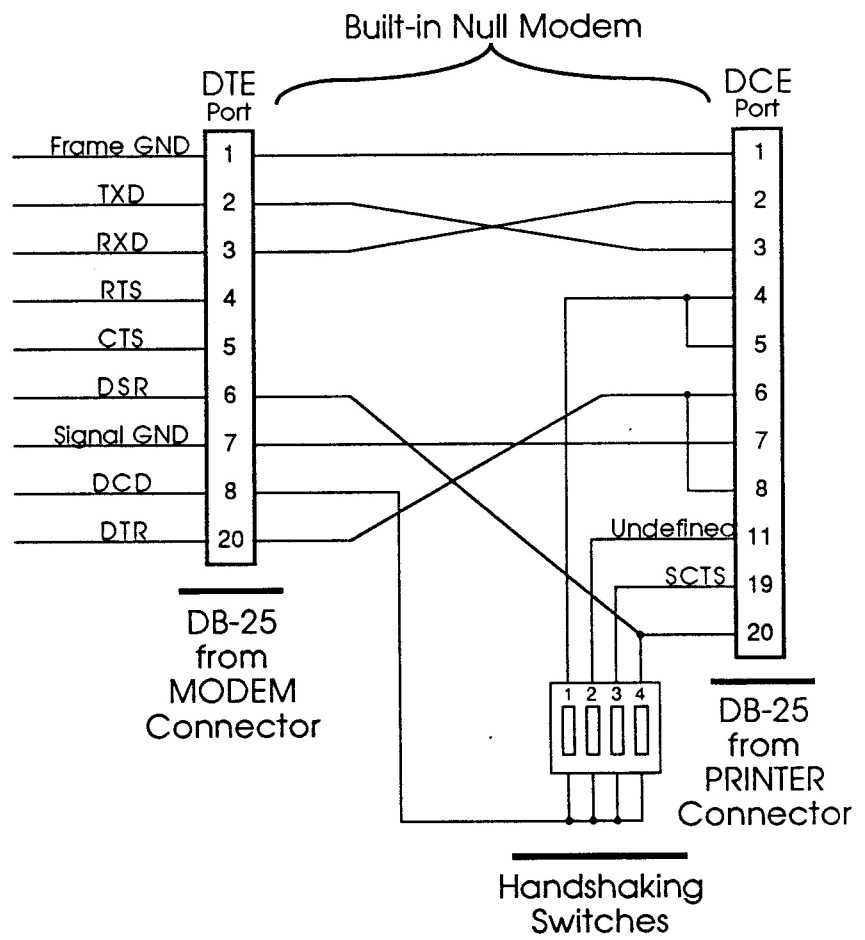 Built-in Null Modem
DTE
Port
DCE
Port
Frame GND 1 1
TXD 2 2
RXD 3 3
RTS 4 4
CTS 5 5
DSR 6 6
Signal GND 7 7
DCD 8 8
DTR 20 Undefined 11
SCTS 19
20
DB-25
from
MODEM
Connector
1 2 3 4
DB-25
from
PRINTER
Connector
Handshaking
Switches